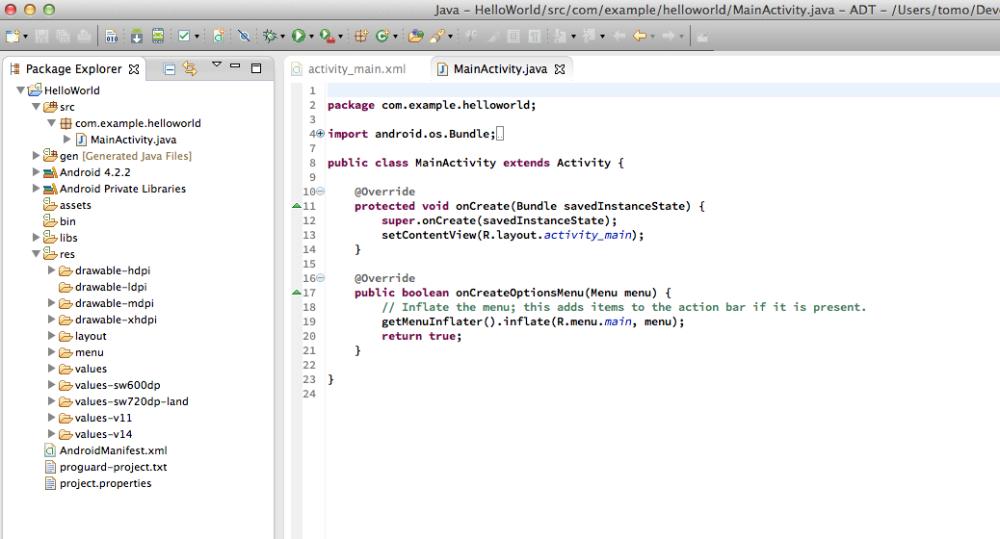 Java – HelloWorld/src/com/example/helloworld/MainActivity.java – ADT – /Users/tomo/Deve
Package Explorer
activity_main.xml
MainActivity.java
HelloWorld
src
com.example.helloworld
MainActivity.java
gen [Generated Java Files]
Android 4.2.2
Android Private Libraries
assets
bin
libs
res
drawable-hdpi
drawable-ldpi
drawable-mdpi
drawable-xhdpi
layout
menu
values
values-sw600dp
values-sw720dp-land
values-v11
values-v14
AndroidManifest.xml
proguard-project.txt
project.properties
1
2 package com.example.helloworld;
3
4 import android.os.Bundle;
7
8 public class MainActivity extends Activity {
9
10 @Override
11 protected void onCreate(Bundle savedInstanceState) {
12 super.onCreate(savedInstanceState);
13 setContentView(R.layout.activity_main);
14 }
15
16 @Override
17 public boolean onCreateOptionsMenu(Menu menu) {
18 // Inflate the menu; this adds items to the action bar if it is present.
19 getMenuInflater().inflate(R.menu.main, menu);
20 return true;
21 }
22
23 }
24